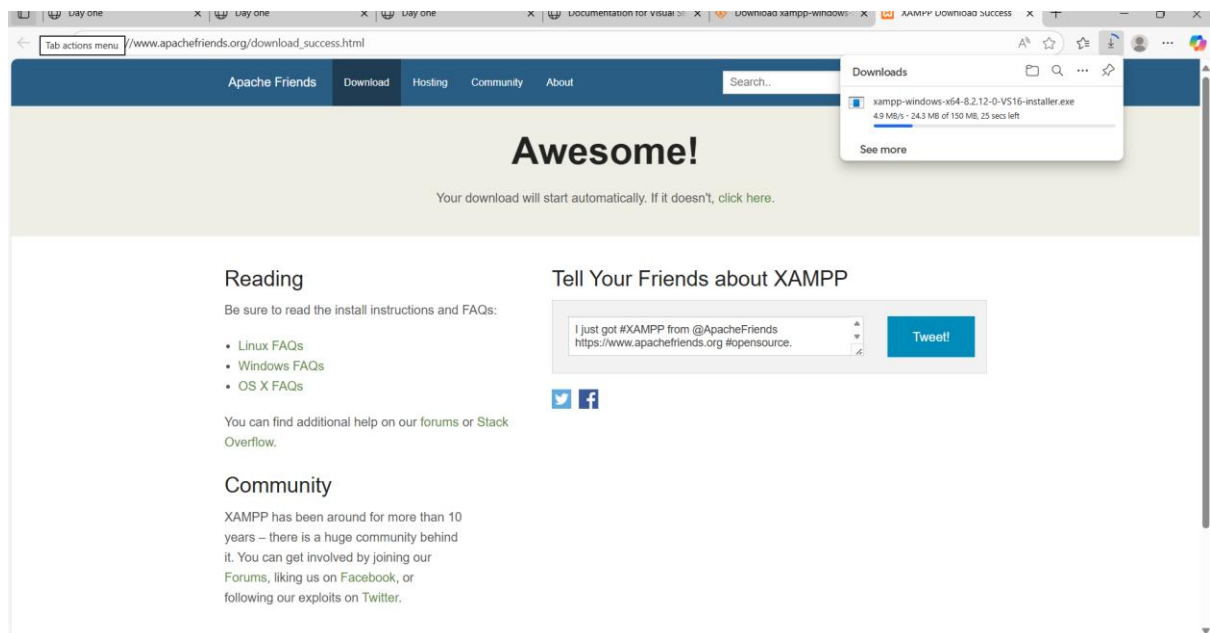 Day one
Day one
Day one
Documentation for Visual S
Download xampp-windows-
XAMPP Download Success
Tab actions menu
//www.apachefriends.org/download_success.html
Apache Friends
Download
Hosting
Community
About
Search..
Downloads
xampp-windows-x64-8.2.12-0-VS16-installer.exe
4.9 MB/s - 24.3 MB of 150 MB, 25 secs left
See more
Awesome!
Your download will start automatically. If it doesn't, click here.
Reading
Be sure to read the install instructions and FAQs:
• Linux FAQs
• Windows FAQs
• OS X FAQs
You can find additional help on our forums or Stack
Overflow.
Community
XAMPP has been around for more than 10
years – there is a huge community behind
it. You can get involved by joining our
Forums, liking us on Facebook, or
following our exploits on Twitter.
Tell Your Friends about XAMPP
I just got #XAMPP from @ApacheFriends
https://www.apachefriends.org #opensource.
Tweet!